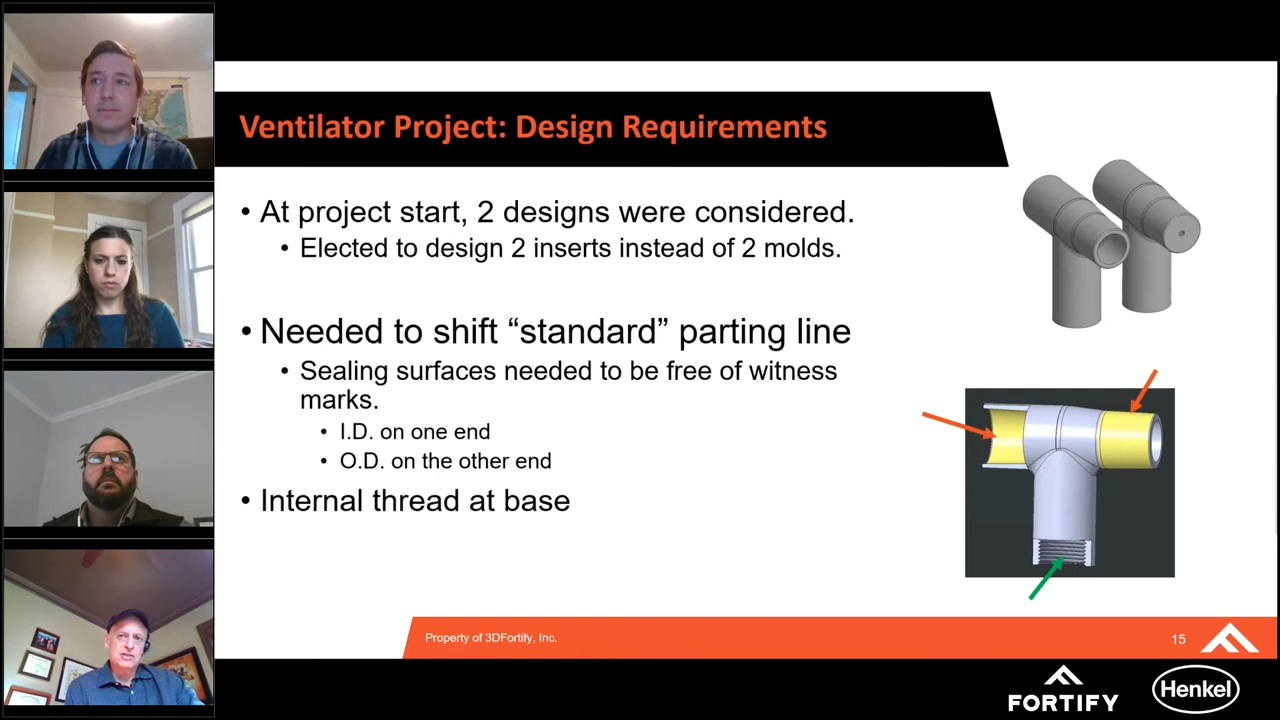 Ventilator Project: Design Requirements
• At project start, 2 designs were considered.
• Elected to design 2 inserts instead of 2 molds.
• Needed to shift “standard” parting line
• Sealing surfaces needed to be free of witness
marks.
• I.D. on one end
• O.D. on the other end
• Internal thread at base
Property of 3DFortify, Inc.
15
FORTIFY
Henkel